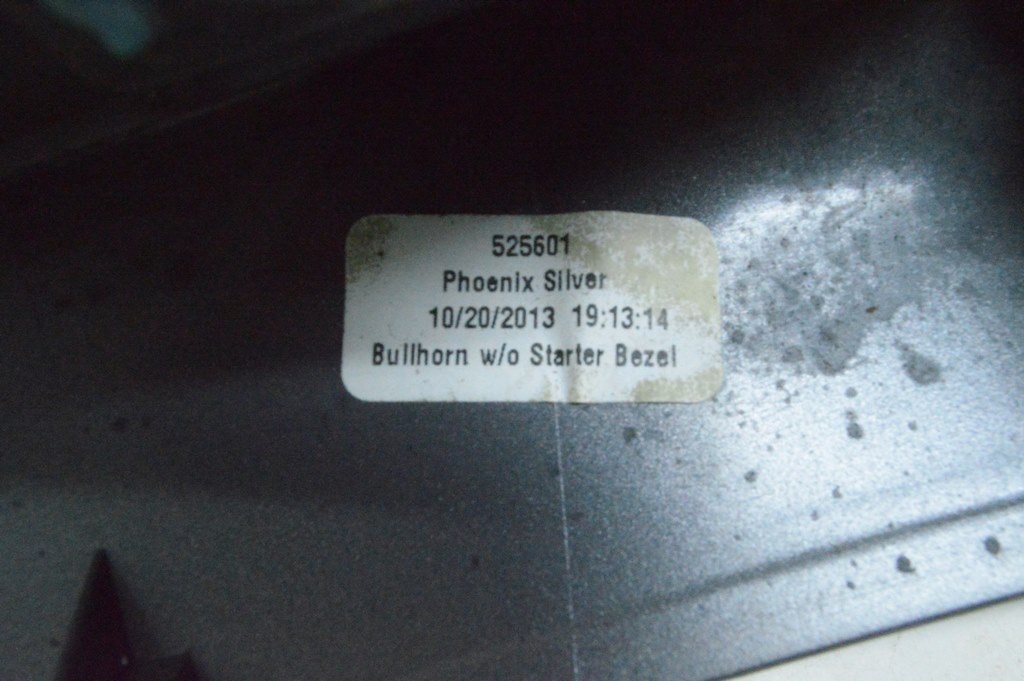 525601
Phoenix Silver
10/20/2013 19:13:14
Bullhorn w/o Starter Bezel